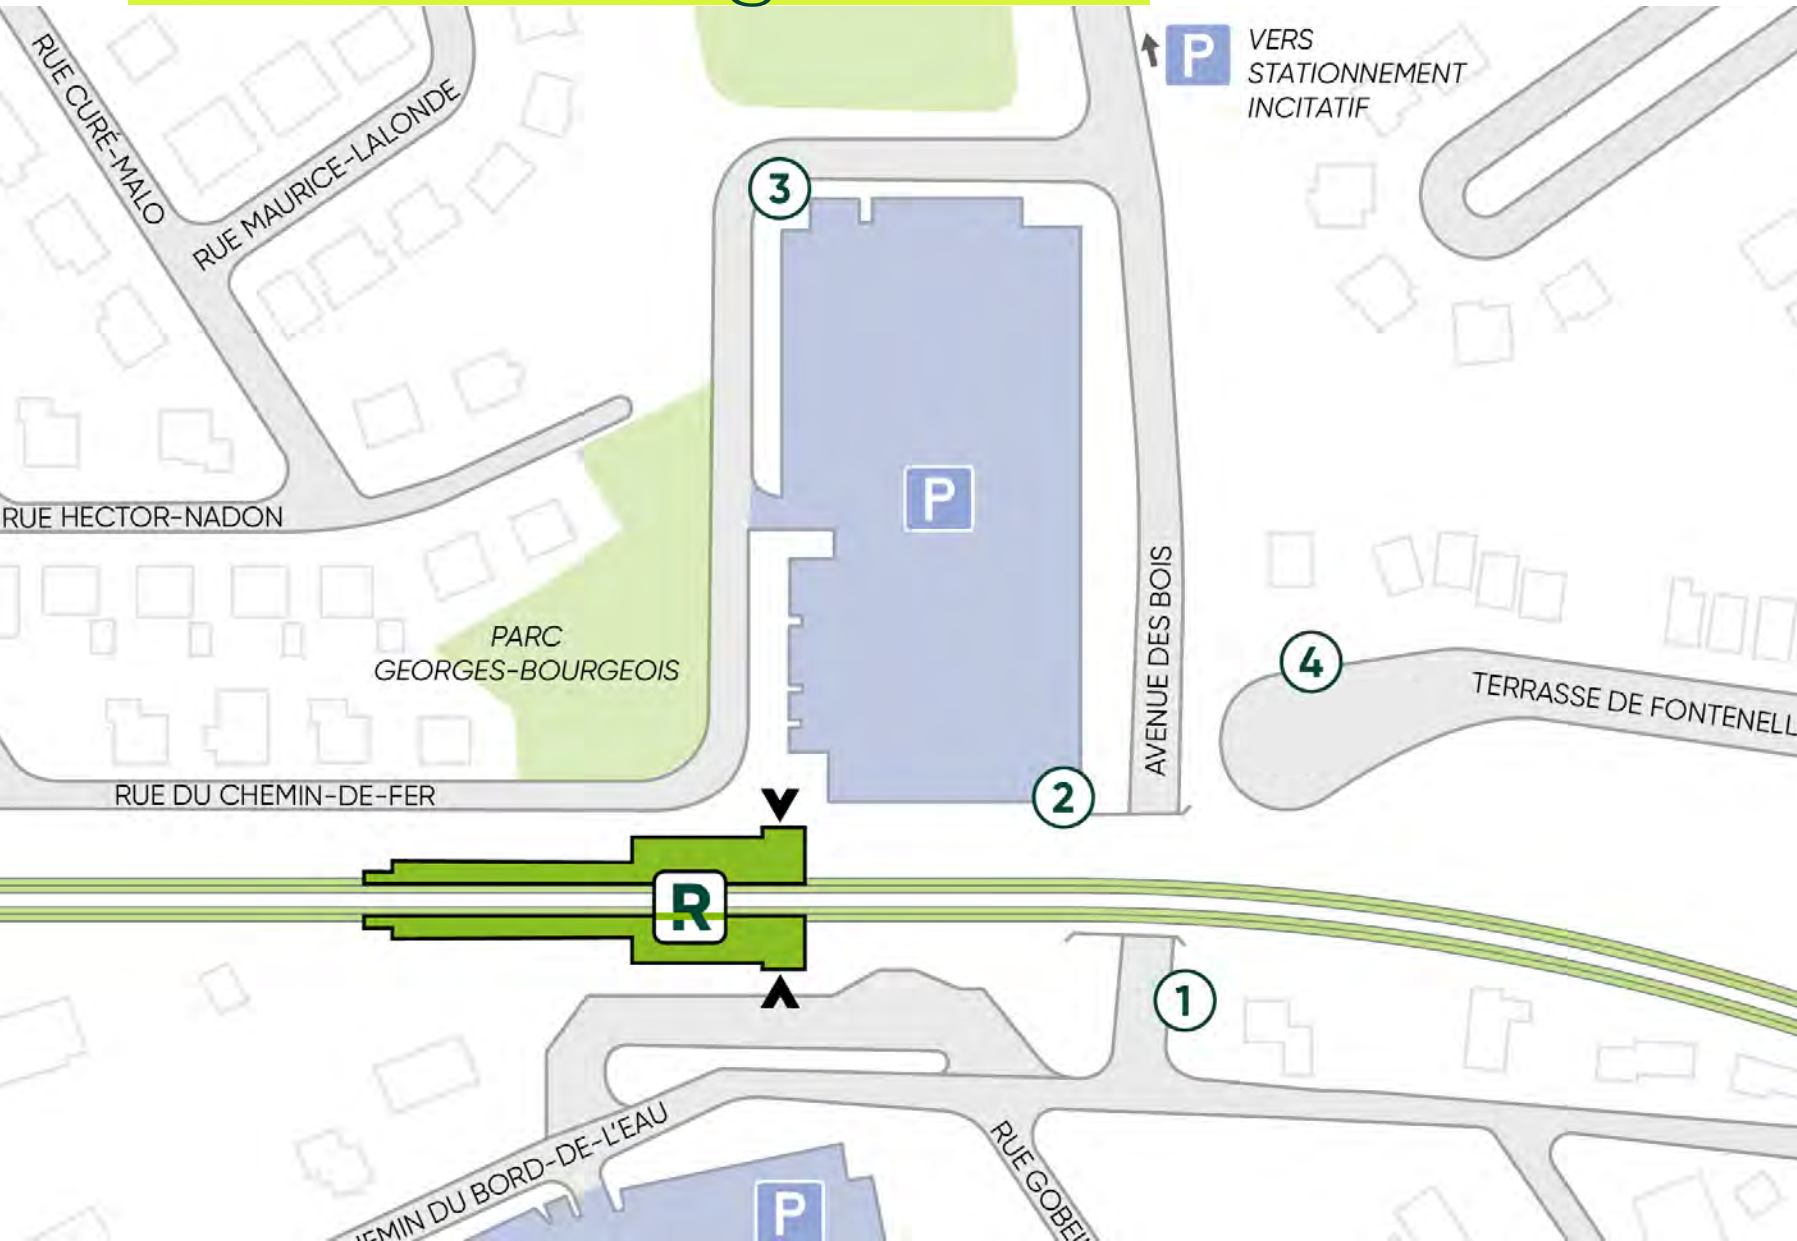 VERS
STATIONNEMENT
INCITATIF
P
RUE CURÉ-MALO
RUE MAURICE-LALONDE
3
P
RUE HECTOR-NADON
AVENUE DES BOIS
PARC
GEORGES-BOURGEOIS
4
TERRASSE DE FONTENELL
RUE DU CHEMIN-DE-FER
2
R
1
HEMIN DU BORD-DE-L'EAU
RUE GOBEI
P